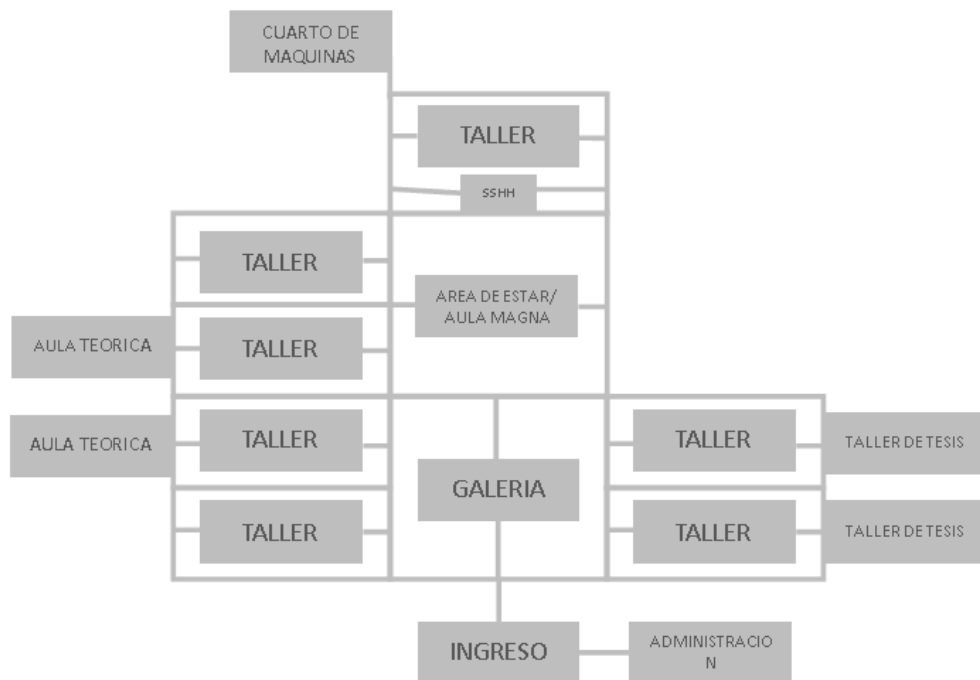 CUARTO DE
MAQUINAS
TALLER
SSHH
TALLER
AREA DE ESTAR/
AULA MAGNA
AULA TEORICA
TALLER
AULA TEORICA
TALLER
TALLER
TALLER DE TESIS
GALERIA
TALLER
TALLER
TALLER DE TESIS
INGRESO
ADMINISTRACIO
N